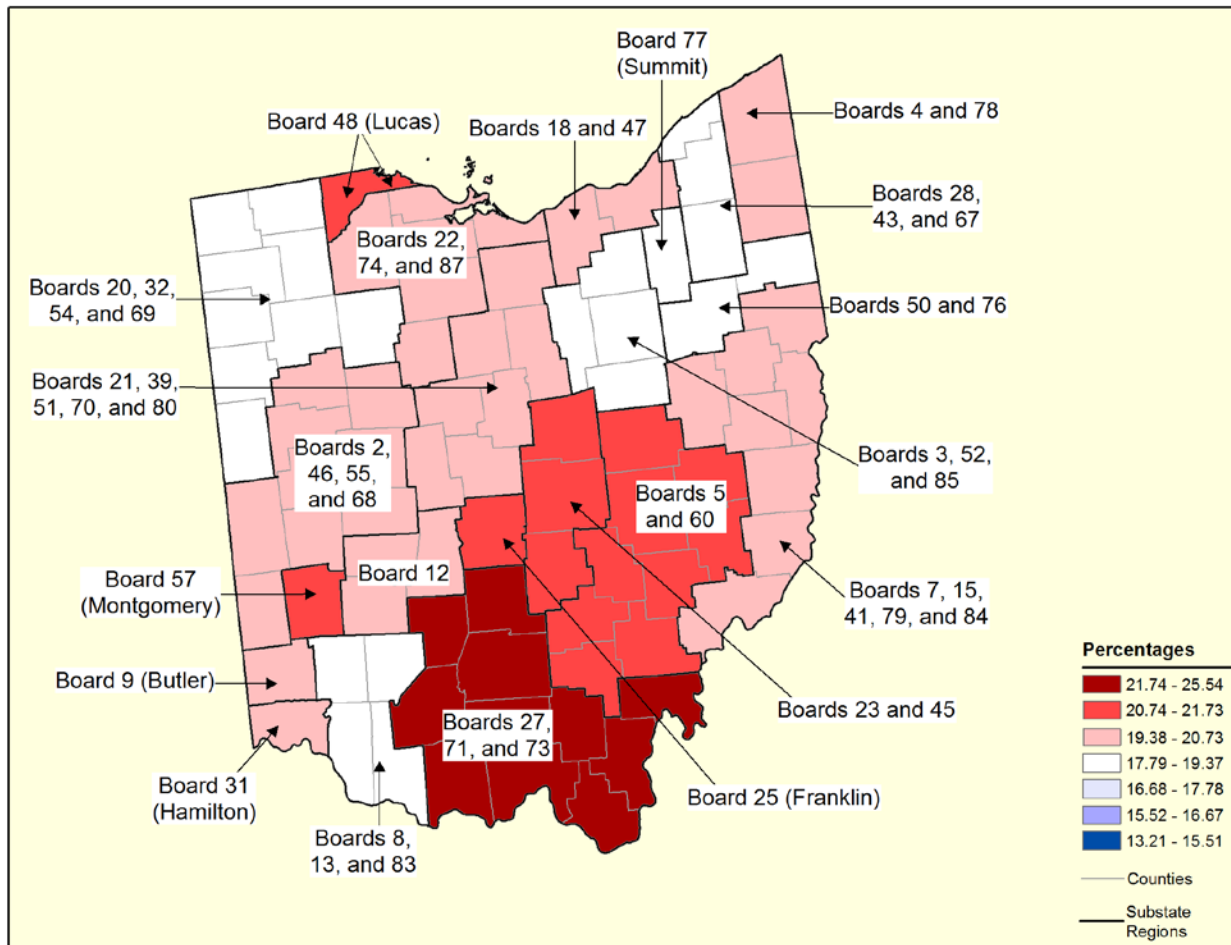 Board 77
(Summit)
Board 48 (Lucas)
Boards 18 and 47
Boards 4 and 78
Boards 28,
43, and 67
Boards 22,
74, and 87
Boards 20, 32,
54, and 69
Boards 50 and 76
Boards 21, 39,
51, 70, and 80
Boards 2,
46, 55,
and 68
Boards 3, 52,
and 85
Boards 5
and 60
Board 57
(Montgomery)
Board 12
Boards 7, 15,
41, 79, and 84
Board 9 (Butler)
Boards 23 and 45
Boards 27,
71, and 73
Board 31
(Hamilton)
Board 25 (Franklin)
Boards 8,
13, and 83
Percentages
21.74 - 25.54
20.74 - 21.73
19.38 - 20.73
17.79 - 19.37
16.68 - 17.78
15.52 - 16.67
13.21 - 15.51
Counties
Substate
Regions